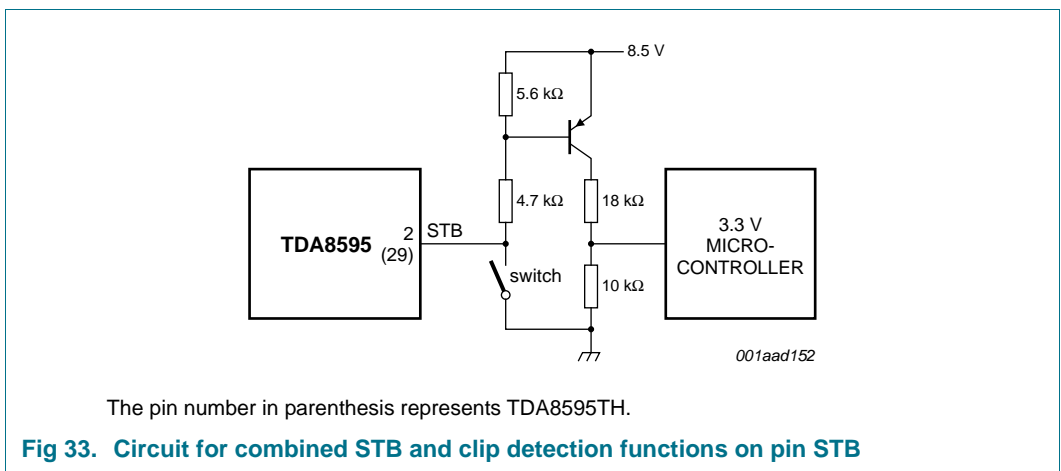 8.5 V
5.6 kΩ
4.7 kΩ
18 kΩ
TDA8595
2
(29)
STB
switch
10 kΩ
3.3 V
MICRO-
CONTROLLER
001aad152
The pin number in parenthesis represents TDA8595TH.
Fig 33. Circuit for combined STB and clip detection functions on pin STB